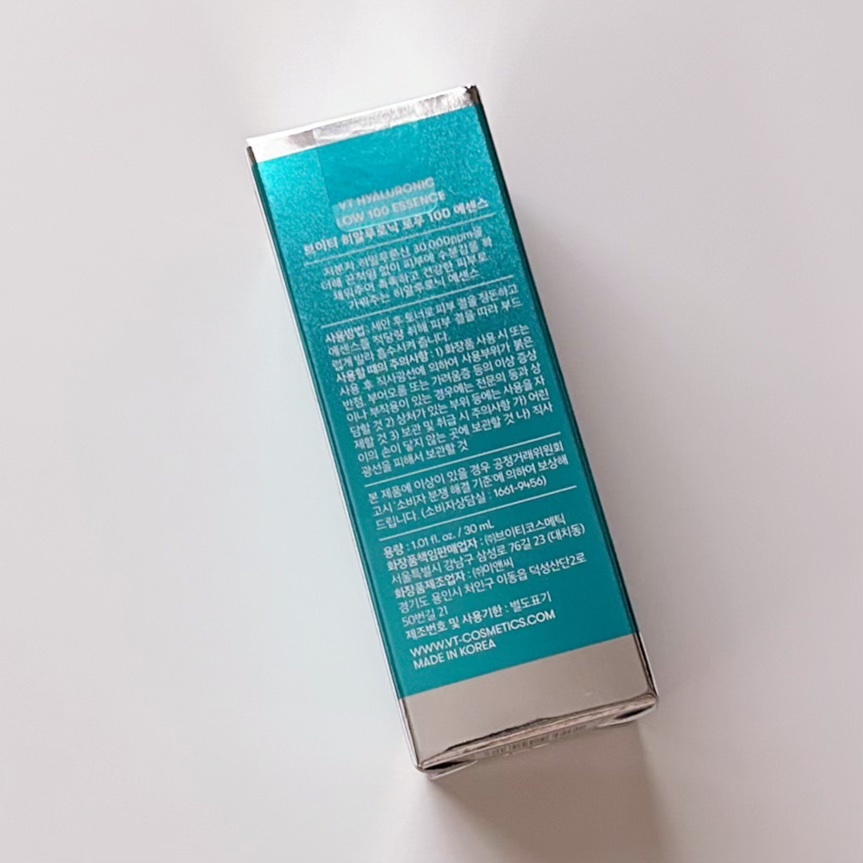 VT HYALURONIC
LOW 100 ESSENCE
브이티 히알루로닉 로우 100 에센스
저분자 히알루론산 30,000ppm을
더해 끈적임 없이 피부에 수분감을 꽉
채워주어 촉촉하고 건강한 피부로
가꿔주는 히알루로닉 에센스
사용방법 : 세안 후 토너로 피부 결을 정돈하고
에센스를 적당량 취해 피부 결을 따라 부드
럽게 발라 흡수시켜 줍니다.
사용할 때의 주의사항 : 1) 화장품 사용 시 또는
사용 후 직사광선에 의하여 사용부위가 붉은
반점, 부어오름 또는 가려움증 등의 이상 증상
이나 부작용이 있는 경우에는 전문의 등과 상
담할 것 2) 상처가 있는 부위 등에는 사용을 자
제할 것 3) 보관 및 취급 시 주의사항 가) 어린
이의 손이 닿지 않는 곳에 보관할 것 나) 직사
광선을 피해서 보관할 것
본 제품에 이상이 있을 경우 공정거래위원회
고시 '소비자 분쟁 해결 기준'에 의하여 보상해
드립니다. (소비자상담실 : 1661-9456)
용량 : 1.01 fl. oz. / 30 mL
화장품책임판매업자 : ㈜브이티코스메틱
서울특별시 강남구 삼성로 76길 23 (대치동)
화장품제조업자 : ㈜이앤씨
경기도 용인시 처인구 이동읍 덕성산단2로
50번길 21
제조번호 및 사용기한 : 별도표기
WWW.VT-COSMETICS.COM
MADE IN KOREA